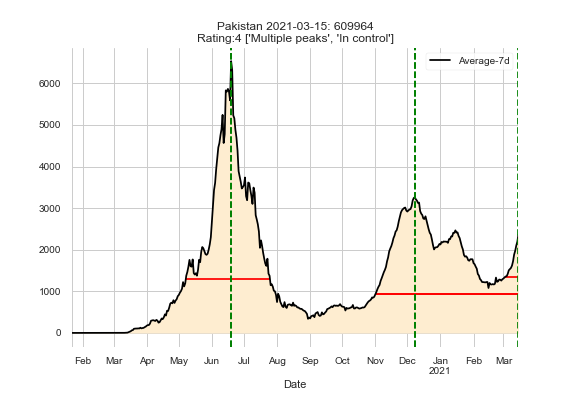 Pakistan 2021-03-15: 609964
Rating:4 ['Multiple peaks', 'In control']
Average-7d
6000
5000
4000
3000
2000
1000
0
Feb Mar Apr May Jun Jul Aug Sep Oct Nov Dec Jan Feb Mar
2021
Date